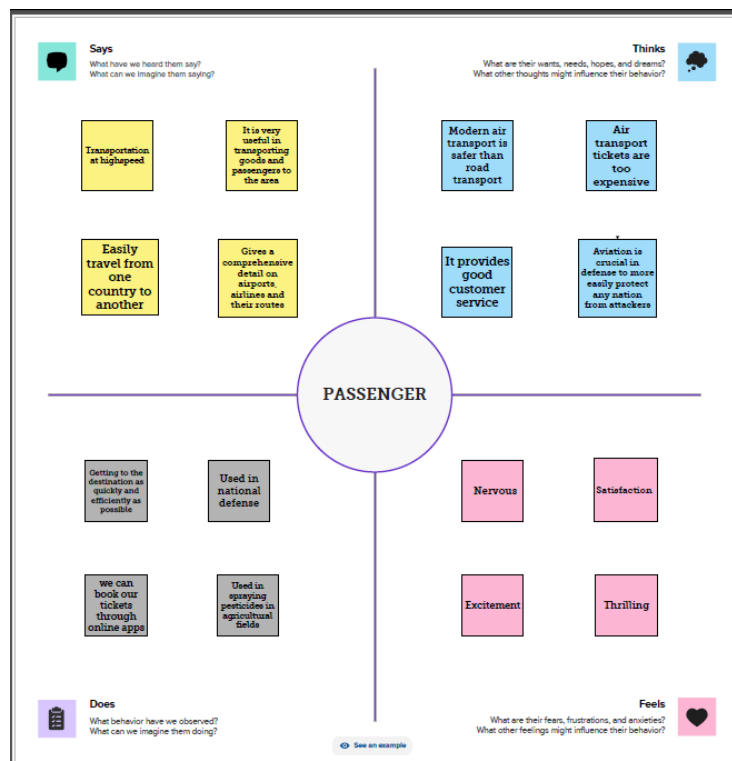 Says
What have we heard them say?
What can we imagine them saying?
Thinks
What are their wants, needs, hopes, and dreams?
What other thoughts might influence their behavior?
Transportation
at highspeed
It is very
useful in
transporting
goods and
passengers to
the area
Modern air
transport is
safer than
road
transport
Air
transport
tickets are
too
expensive
Easily
travel from
one
country to
another
Gives a
comprehensive
detail on
airports,
airlines and
their routes
It provides
good
customer
service
Aviation is
crucial in
defense to more
easily protect
any nation
from attackers
PASSENGER
Getting to the
destination as
quickly and
efficiently as
possible
Used in
national
defense
Nervous
Satisfaction
we can
book our
tickets
through
online apps
Used in
spraying
pesticides in
agricultural
fields
Excitement
Thrilling
Does
What behavior have we observed?
What can we imagine them doing?
Feels
What are their fears, frustrations, and anxieties?
What other feelings might influence their behavior?
See an example